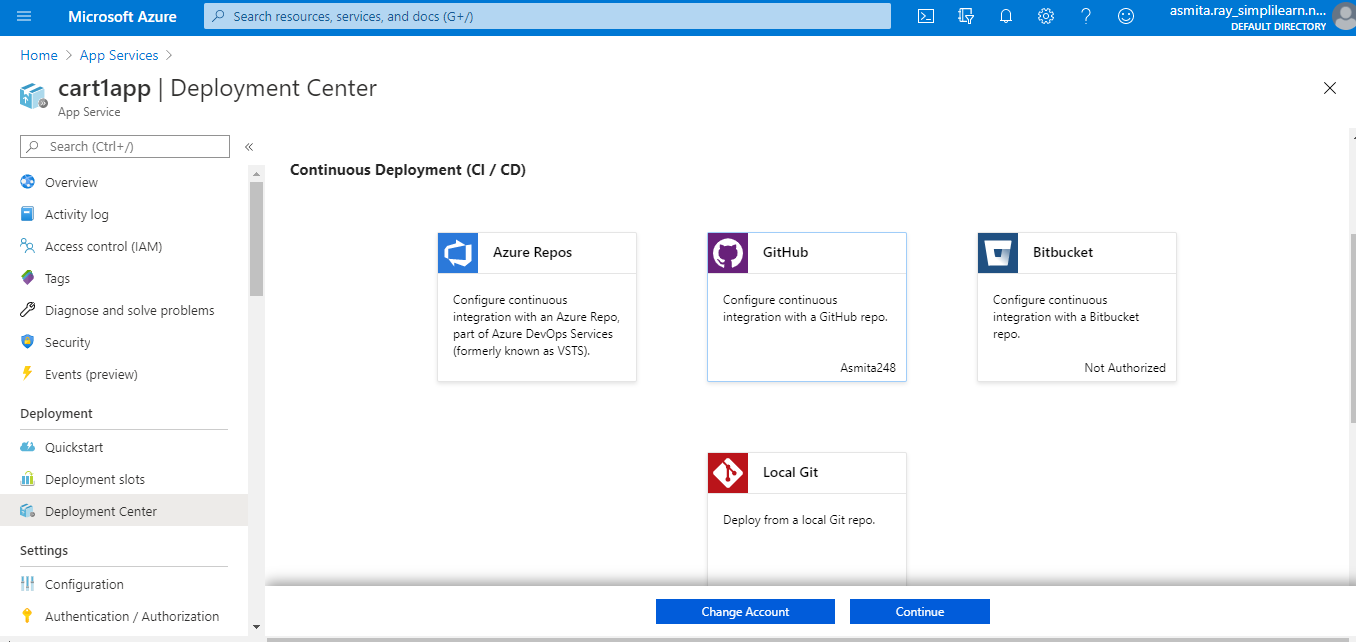 Microsoft Azure
Search resources, services, and docs (G+/)
asmita.ray_simplilearn.n...
DEFAULT DIRECTORY
Home > App Services >
cart1app | Deployment Center
App Service
Search (Ctrl+/)
«
Overview
Activity log
Access control (IAM)
Tags
Diagnose and solve problems
Security
Events (preview)
Deployment
Quickstart
Deployment slots
Deployment Center
Settings
Configuration
Authentication / Authorization
Continuous Deployment (CI / CD)
Azure Repos
Configure continuous
integration with an Azure Repo,
part of Azure DevOps Services
(formerly known as VSTS).
GitHub
Configure continuous
integration with a GitHub repo.
Asmita248
Bitbucket
Configure continuous
integration with a Bitbucket
repo.
Not Authorized
Local Git
Deploy from a local Git repo.
Change Account
Continue